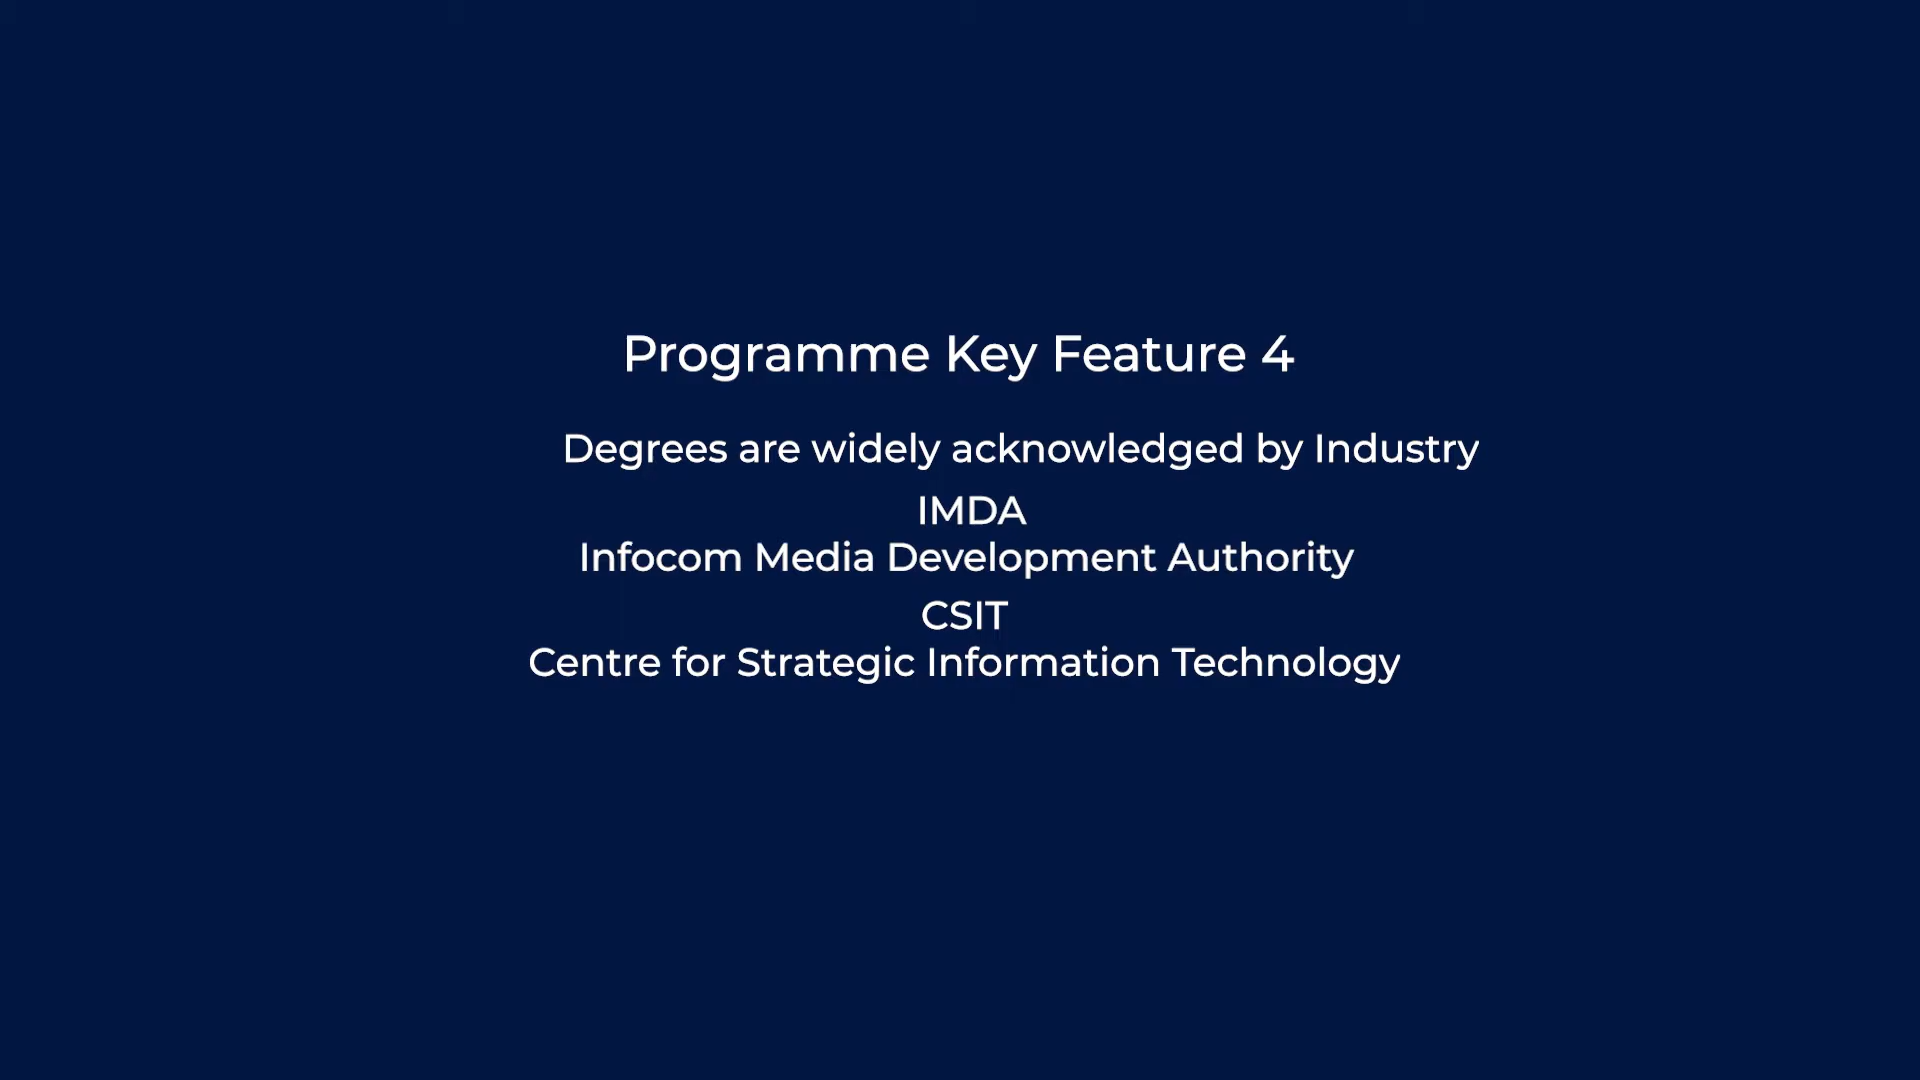 Programme Key Feature 4
Degrees are widely acknowledged by Industry
IMDA
Infocom Media Development Authority
CSIT
Centre for Strategic Information Technology